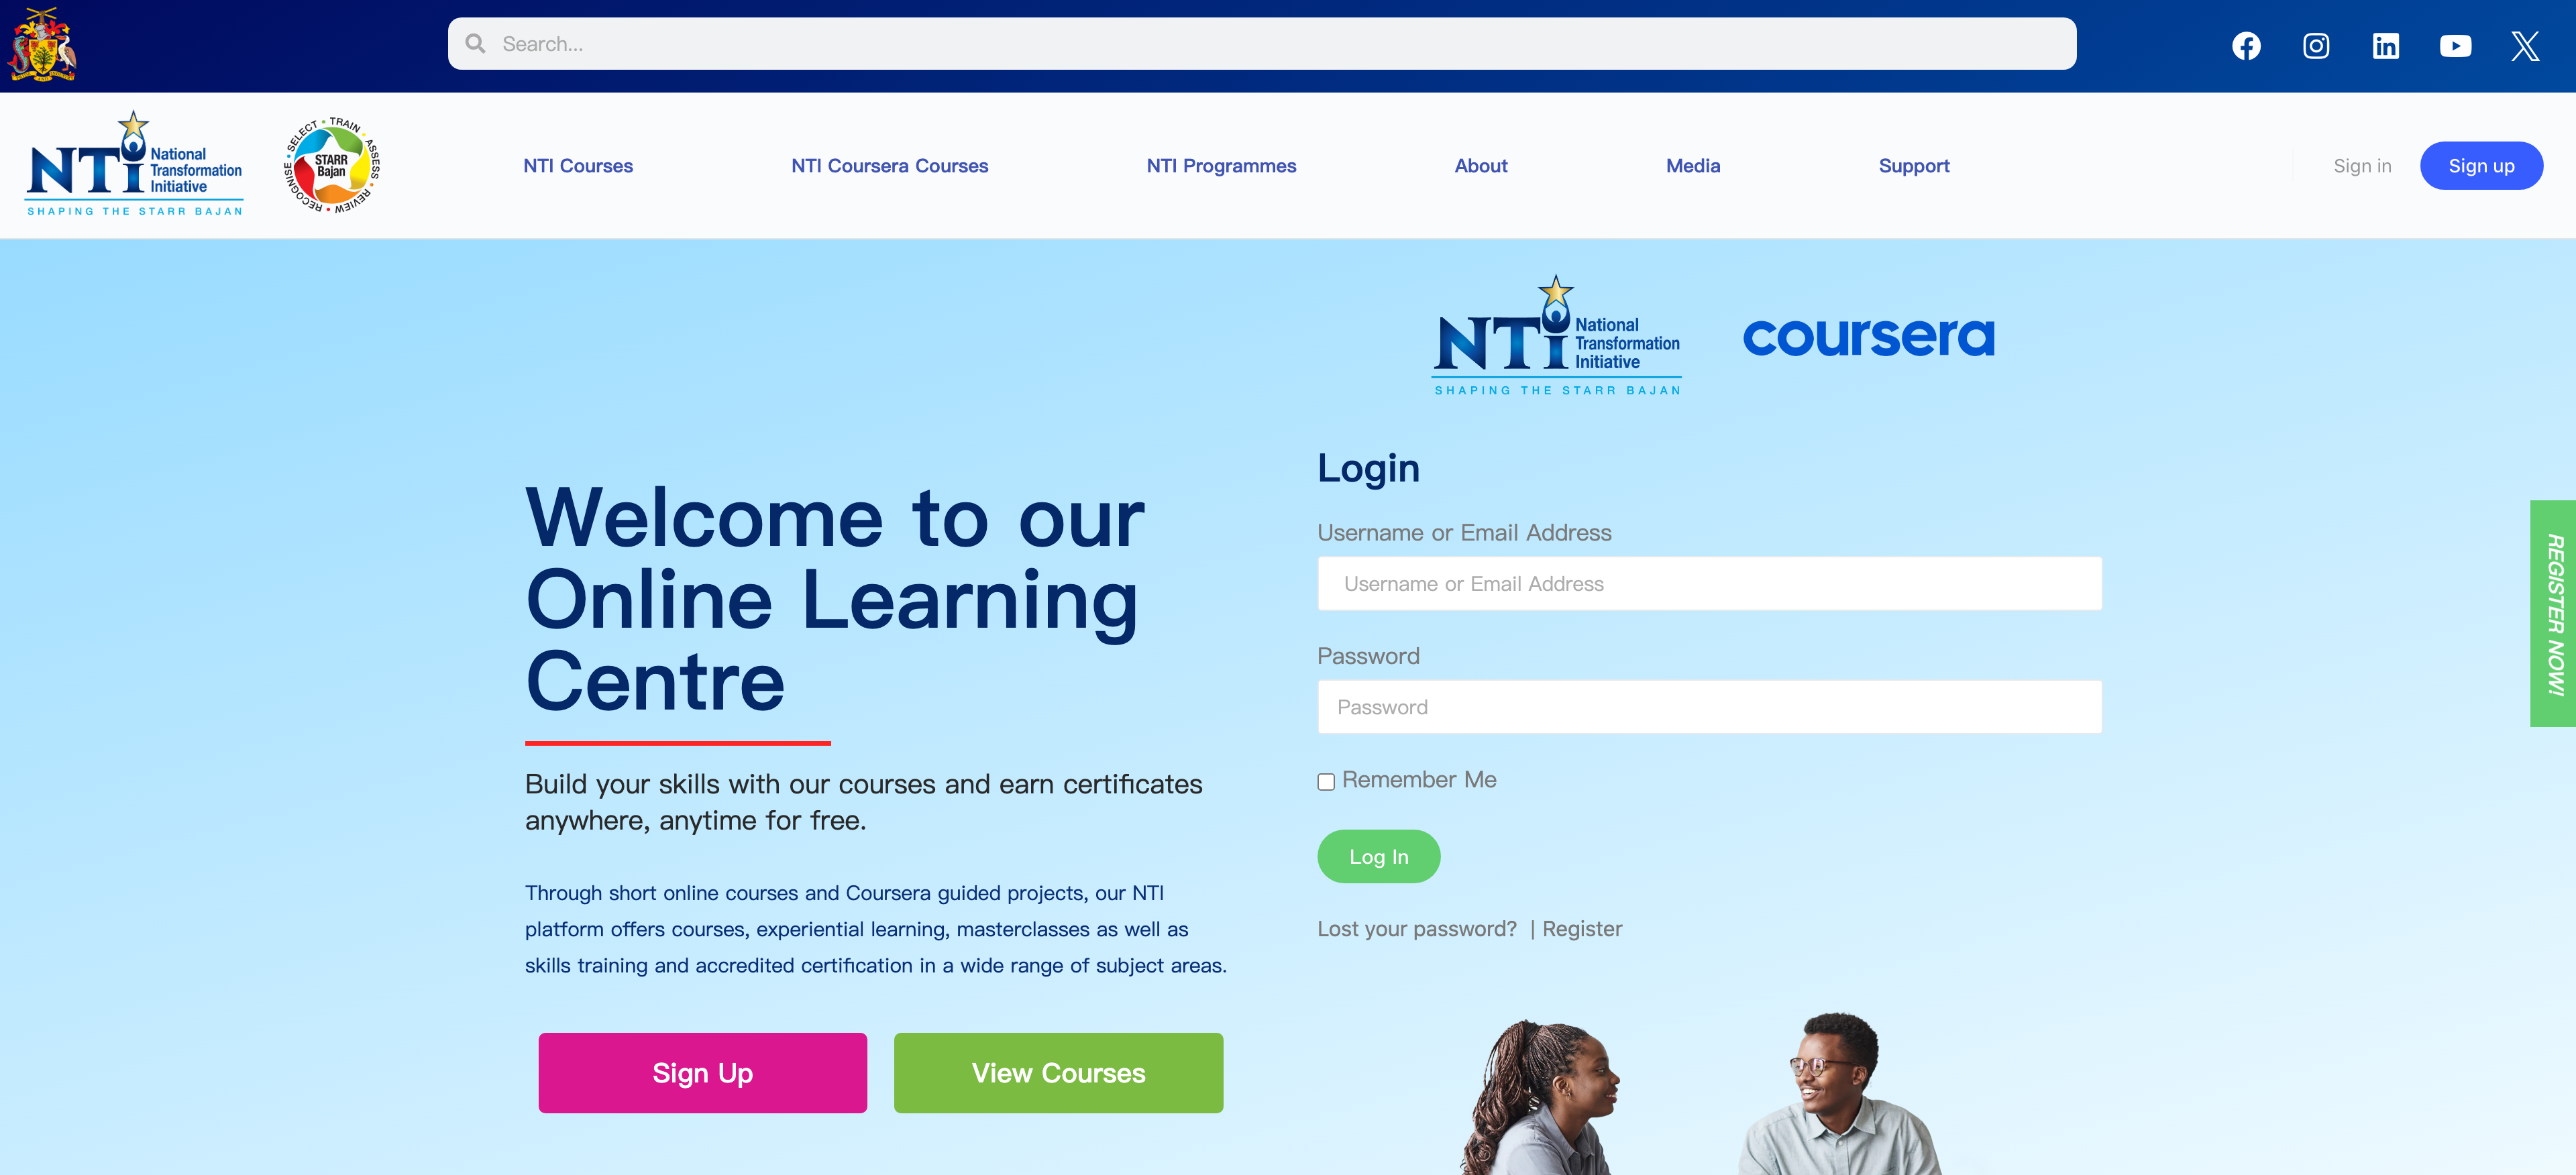 Search...
NTi National
Transformation
Initiative
SHAPING THE STARR BAJAN
SELECT • TRAIN • ASSESS • REVIEW • RECOGNISE •
STARR
Bajan
NTI Courses
NTI Coursera Courses
NTI Programmes
About
Media
Support
Sign in
Sign up
NTi National
Transformation
Initiative
SHAPING THE STARR BAJAN
coursera
Welcome to our
Online Learning
Centre
Build your skills with our courses and earn certificates
anywhere, anytime for free.
Through short online courses and Coursera guided projects, our NTI
platform offers courses, experiential learning, masterclasses as well as
skills training and accredited certification in a wide range of subject areas.
Sign Up
View Courses
Login
Username or Email Address
Username or Email Address
Password
Password
Remember Me
Log In
Lost your password? | Register
REGISTER NOW!